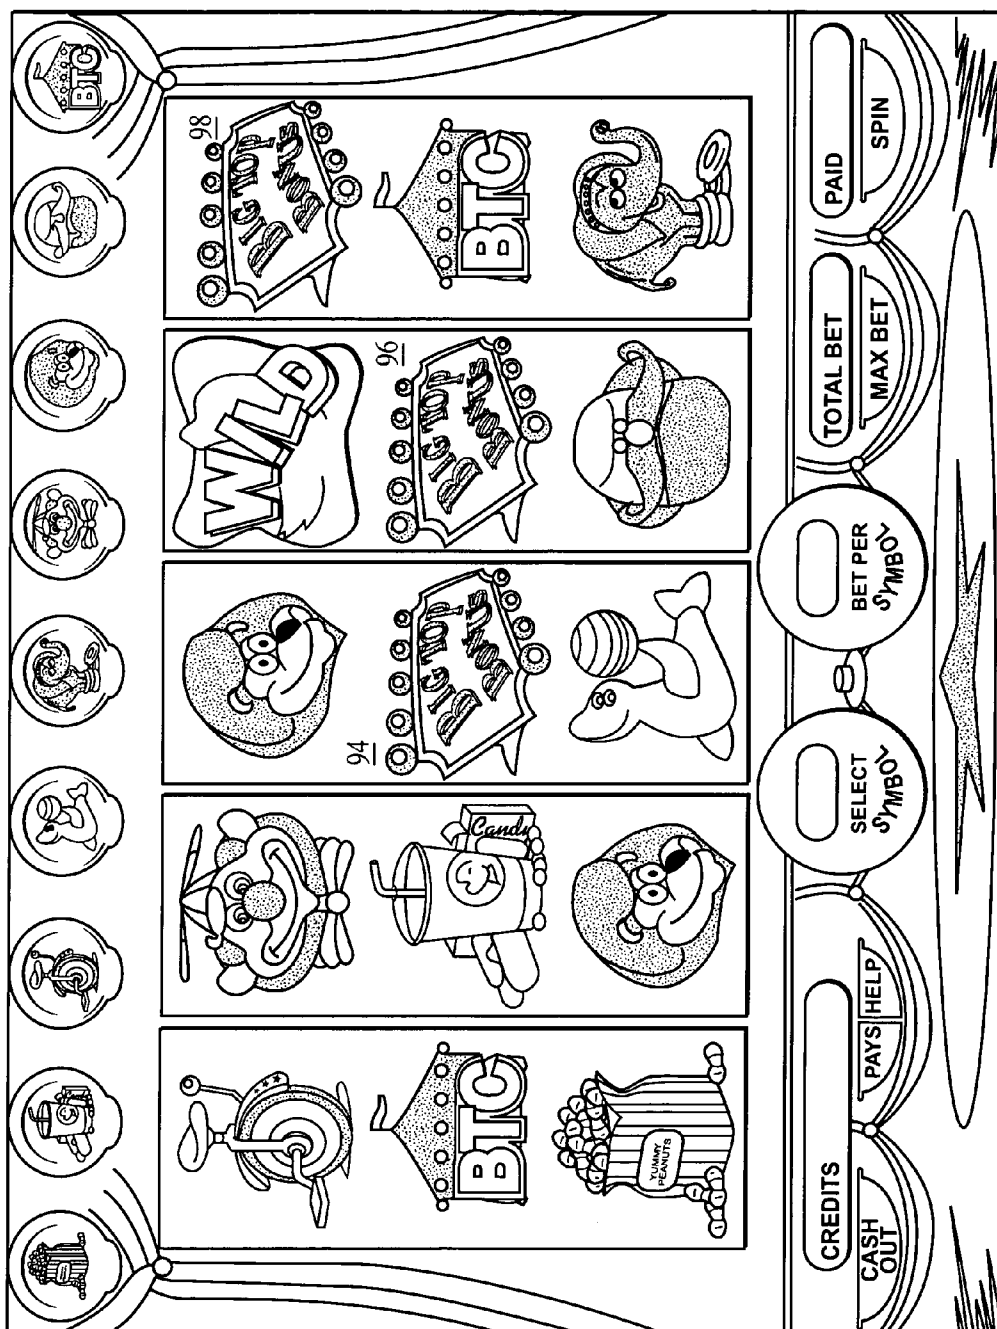 BTC
98
BIG TOP
BONUS
WILD
BTC
96
BIG TOP
BONUS
94
BIG TOP
BONUS
Candy
BTC
YUMMY
PEANUTS
CREDITS
CASH
OUT
PAYS
HELP
SELECT
SYMBOL
BET PER
SYMBOL
TOTAL BET
MAX BET
PAID
SPIN